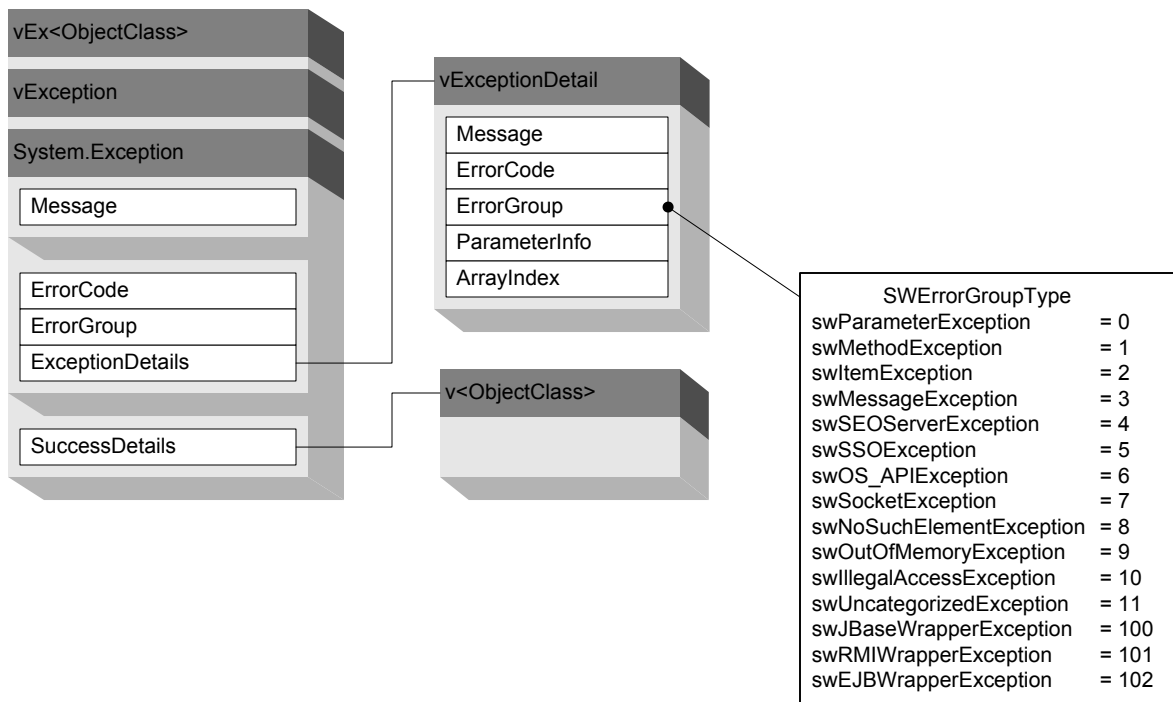 vEx<ObjectClass>
vException
System.Exception
Message
ErrorCode
ErrorGroup
ExceptionDetails
SuccessDetails
vExceptionDetail
Message
ErrorCode
ErrorGroup
ParameterInfo
ArrayIndex
v<ObjectClass>
SWErrorGroupType
swParameterException = 0
swMethodException = 1
swItemException = 2
swMessageException = 3
swSEOServerException = 4
swSSOException = 5
swOS_APIException = 6
swSocketException = 7
swNoSuchElementException = 8
swOutOfMemoryException = 9
swIllegalAccessException = 10
swUncategorizedException = 11
swJBaseWrapperException = 100
swRMIWrapperException = 101
swEJBWrapperException = 102